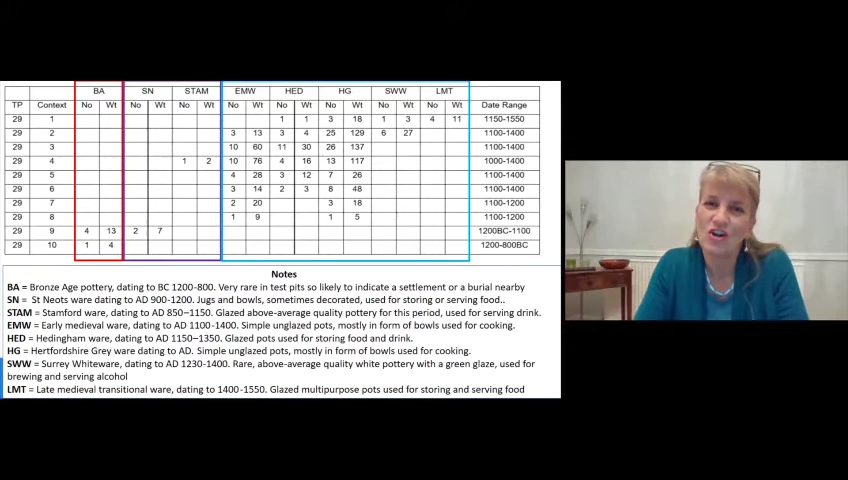 BA SN STAM EMW HED HG SWW LMT
TP Context No Wt No Wt No Wt No Wt No Wt No Wt No Wt No Wt Date Range
29 1 1 1 3 18 1 3 4 11 1150-1550
29 2 3 13 3 4 25 129 6 27 1100-1400
29 3 10 60 11 30 26 137 1100-1400
29 4 1 2 10 76 4 16 13 117 1000-1400
29 5 4 28 3 12 7 26 1100-1400
29 6 3 14 2 3 8 48 1100-1400
29 7 2 20 3 18 1100-1200
29 8 1 9 1 5 1100-1200
29 9 4 13 2 7 1200BC-1100
29 10 1 4 1200-800BC
Notes
BA = Bronze Age pottery, dating to BC 1200-800. Very rare in test pits so likely to indicate a settlement or a burial nearby
SN = St Neots ware dating to AD 900-1200. Jugs and bowls, sometimes decorated, used for storing or serving food..
STAM = Stamford ware, dating to AD 850–1150. Glazed above-average quality pottery for this period, used for serving drink.
EMW = Early medieval ware, dating to AD 1100-1400. Simple unglazed pots, mostly in form of bowls used for cooking.
HED = Hedingham ware, dating to AD 1150–1350. Glazed pots used for storing food and drink.
HG = Hertfordshire Grey ware dating to AD. Simple unglazed pots, mostly in form of bowls used for cooking.
SWW = Surrey Whiteware, dating to AD 1230-1400. Rare, above-average quality white pottery with a green glaze, used for
brewing and serving alcohol
LMT = Late medieval transitional ware, dating to 1400-1550. Glazed multipurpose pots used for storing and serving food